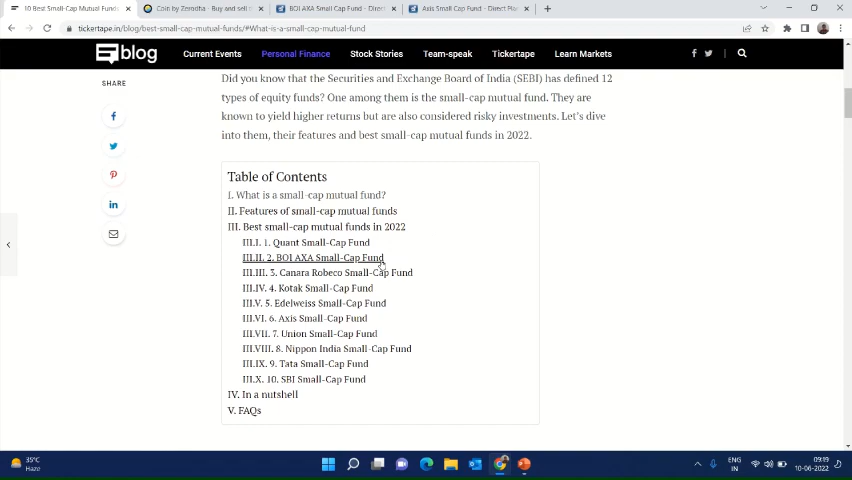 10 Best Small-Cap Mutual Funds
Coin by Zerodha - Buy and sell
BOI AXA Small Cap Fund - Direct
Axis Small Cap Fund - Direct Plan
tickertape.in/blog/best-small-cap-mutual-funds/#What-is-a-small-cap-mutual-fund
blog
Current Events
Personal Finance
Stock Stories
Team-speak
Tickertape
Learn Markets
SHARE
Did you know that the Securities and Exchange Board of India (SEBI) has defined 12
types of equity funds? One among them is the small-cap mutual fund. They are
known to yield higher returns but are also considered risky investments. Let's dive
into them, their features and best small-cap mutual funds in 2022.
Table of Contents
I. What is a small-cap mutual fund?
II. Features of small-cap mutual funds
III. Best small-cap mutual funds in 2022
III.I. 1. Quant Small-Cap Fund
III.II. 2. BOI AXA Small-Cap Fund
III.III. 3. Canara Robeco Small-Cap Fund
III.IV. 4. Kotak Small-Cap Fund
III.V. 5. Edelweiss Small-Cap Fund
III.VI. 6. Axis Small-Cap Fund
III.VII. 7. Union Small-Cap Fund
III.VIII. 8. Nippon India Small-Cap Fund
III.IX. 9. Tata Small-Cap Fund
III.X. 10. SBI Small-Cap Fund
IV. In a nutshell
V. FAQs
35°C
Haze
ENG
IN
09:19
10-06-2022